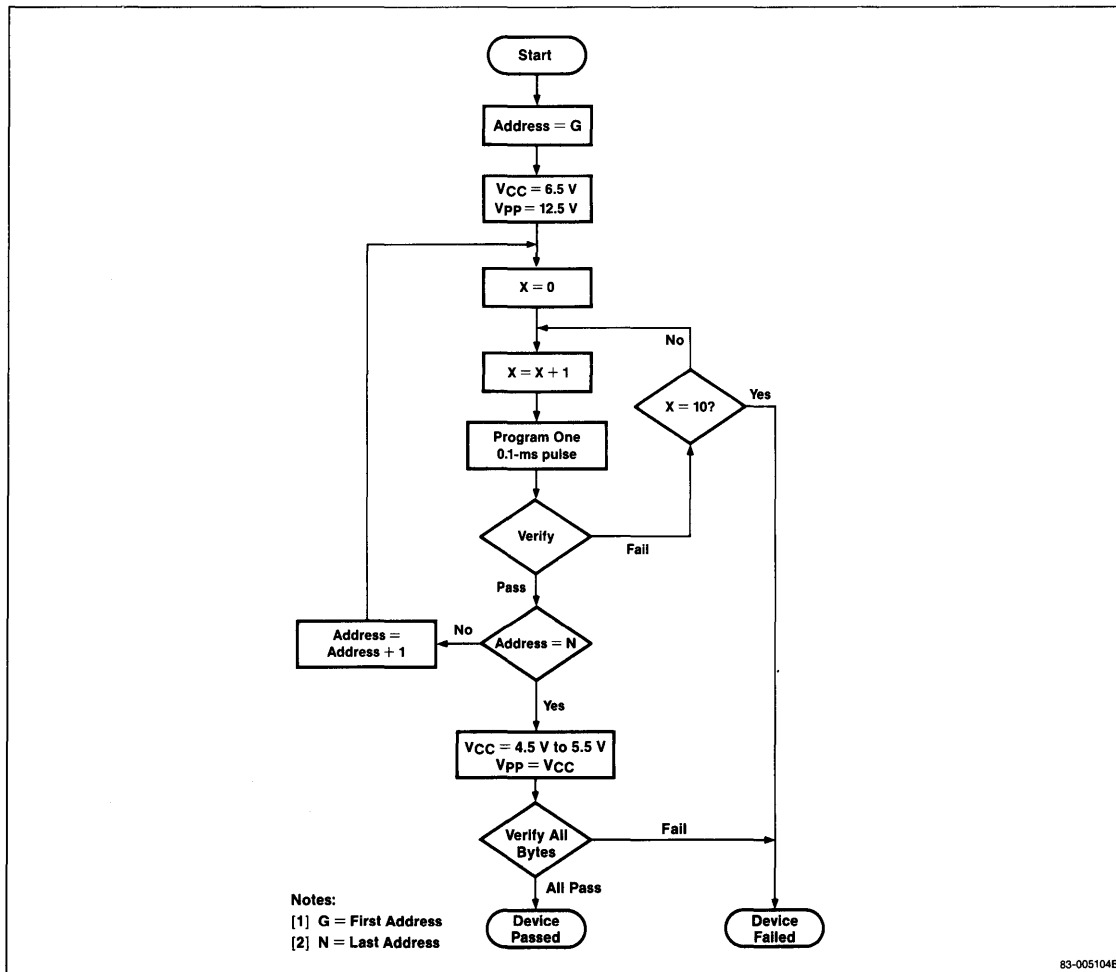 Start
Address = G
VCC = 6.5 V
VPP = 12.5 V
X = 0
No
X = X + 1
X = 10?
Yes
Program One
0.1-ms pulse
Verify
Fail
Pass
Address =
Address + 1
No
Address = N
Yes
VCC = 4.5 V to 5.5 V
VPP = VCC
Verify All
Bytes
Fail
All Pass
Device
Passed
Device
Failed
Notes:
[1] G = First Address
[2] N = Last Address
83-005104B